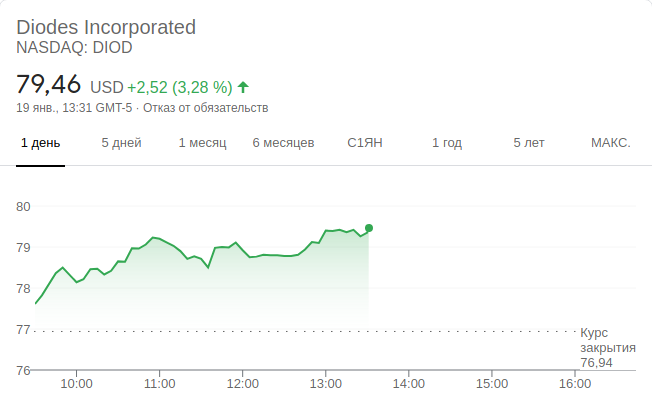 Diodes Incorporated
NASDAQ: DIOD
79,46 USD +2,52 (3,28 %)
19 янв., 13:31 GMT-5 · Отказ от обязательств
1 день 5 дней 1 месяц 6 месяцев С1ЯН 1 год 5 лет МАКС.
80
79
78
77
Курс
закрытия
76,94
76
10:00 11:00 12:00 13:00 14:00 15:00 16:00